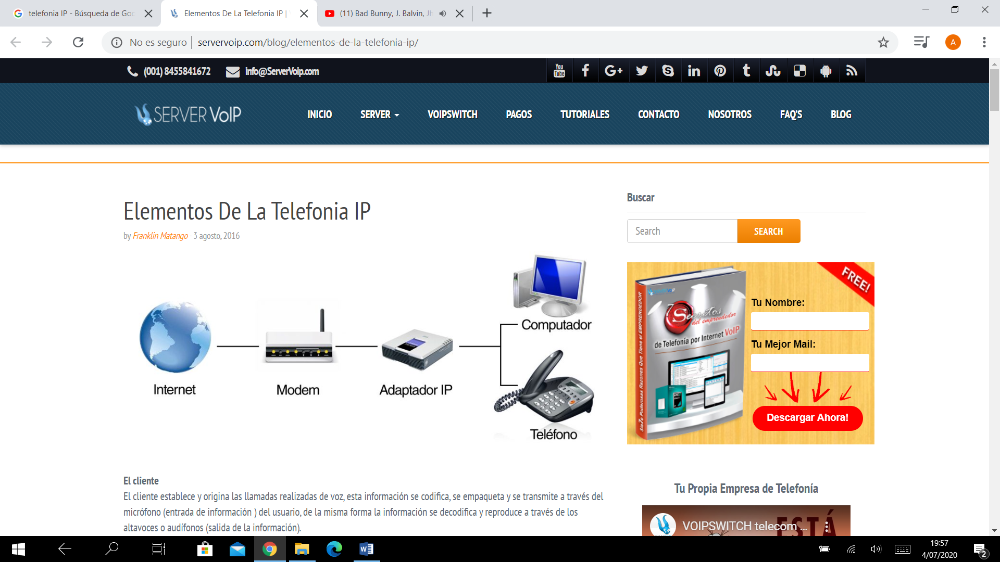 telefonia IP - Búsqueda de Goo
Elementos De La Telefonia IP |
(11) Bad Bunny, J. Balvin, Jh
No es seguro | servervoip.com/blog/elementos-de-la-telefonia-ip/
A
(001) 8455841672
info@ServerVoip.com
You Tube
SERVER VoIP
INICIO
SERVER
VOIPSWITCH
PAGOS
TUTORIALES
CONTACTO
NOSOTROS
FAQ'S
BLOG
Elementos De La Telefonia IP
by Franklin Matango - 3 agosto, 2016
Internet
Modem
Adaptador IP
Computador
Teléfono
El cliente
El cliente establece y origina las llamadas realizadas de voz, esta información se codifica, se empaqueta y se transmite a través del
micrófono (entrada de información ) del usuario, de la misma forma la información se decodifica y reproduce a través de los
altavoces o audífonos (salida de la información).
Buscar
Search
SEARCH
FREE!
7 Secretos
del emprendedor
de Telefonía por Internet VoIP
Sie7e Poderosas Razones Que Tiene el EMPRENDEDOR
Tu Nombre:
Tu Mejor Mail:
Descargar Ahora!
Tu Propia Empresa de Telefonía
VOIPSWITCH telecom ...
ESTÁ
19:57
4/07/2020
2